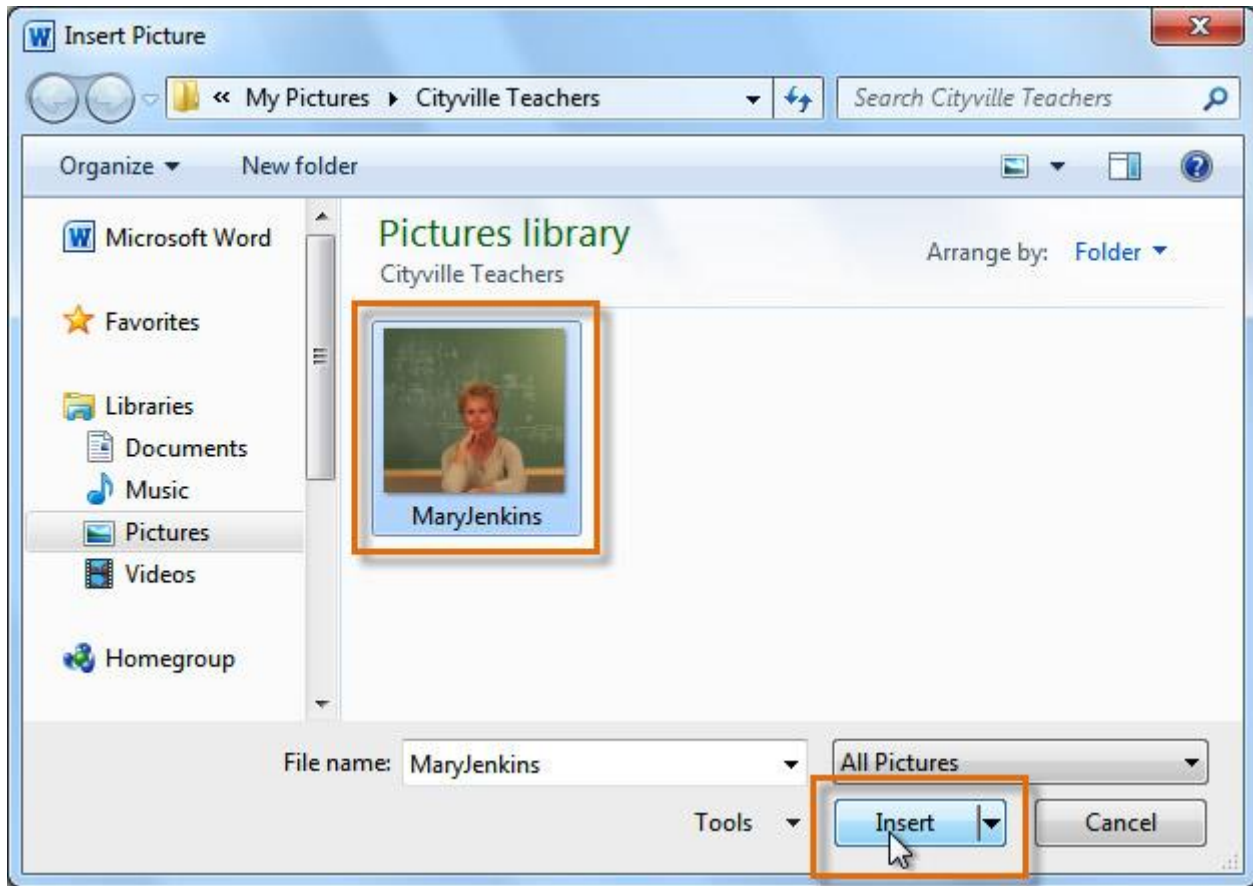 Insert Picture
« My Pictures ▸ Cityville Teachers
Search Cityville Teachers
Organize
New folder
Microsoft Word
Favorites
Libraries
Documents
Music
Pictures
Videos
Homegroup
Pictures library
Cityville Teachers
Arrange by: Folder
MaryJenkins
File name: MaryJenkins
All Pictures
Tools
Insert
Cancel